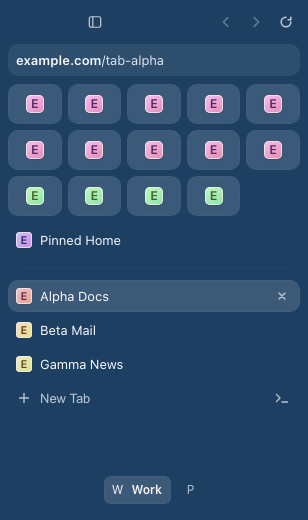 example.com/tab-alpha
E E E E E
E E E E E
E E E E
E Pinned Home
E Alpha Docs
E Beta Mail
E Gamma News
New Tab
W Work P